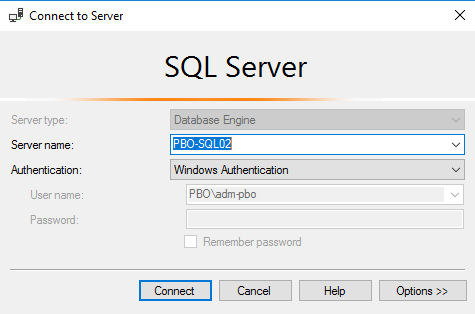 Connect to Server
SQL Server
Server type: Database Engine
Server name: PBO-SQL02
Authentication: Windows Authentication
User name: PBO\adm-pbo
Password:
Remember password
Connect Cancel Help Options >>